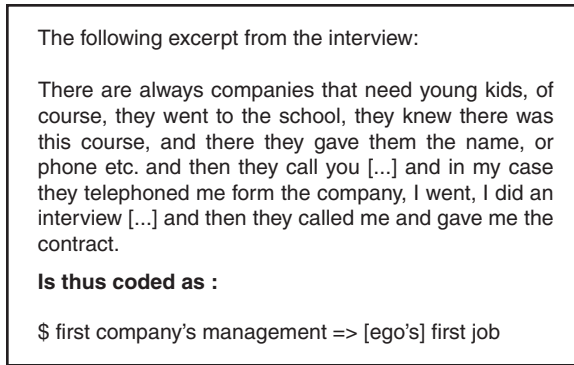 The following excerpt from the interview:
There are always companies that need young kids, of
course, they went to the school, they knew there was
this course, and there they gave them the name, or
phone etc. and then they call you [...] and in my case
they telephoned me form the company, I went, I did an
interview [...] and then they called me and gave me the
contract.
Is thus coded as :
$ first company’s management => [ego’s] first job